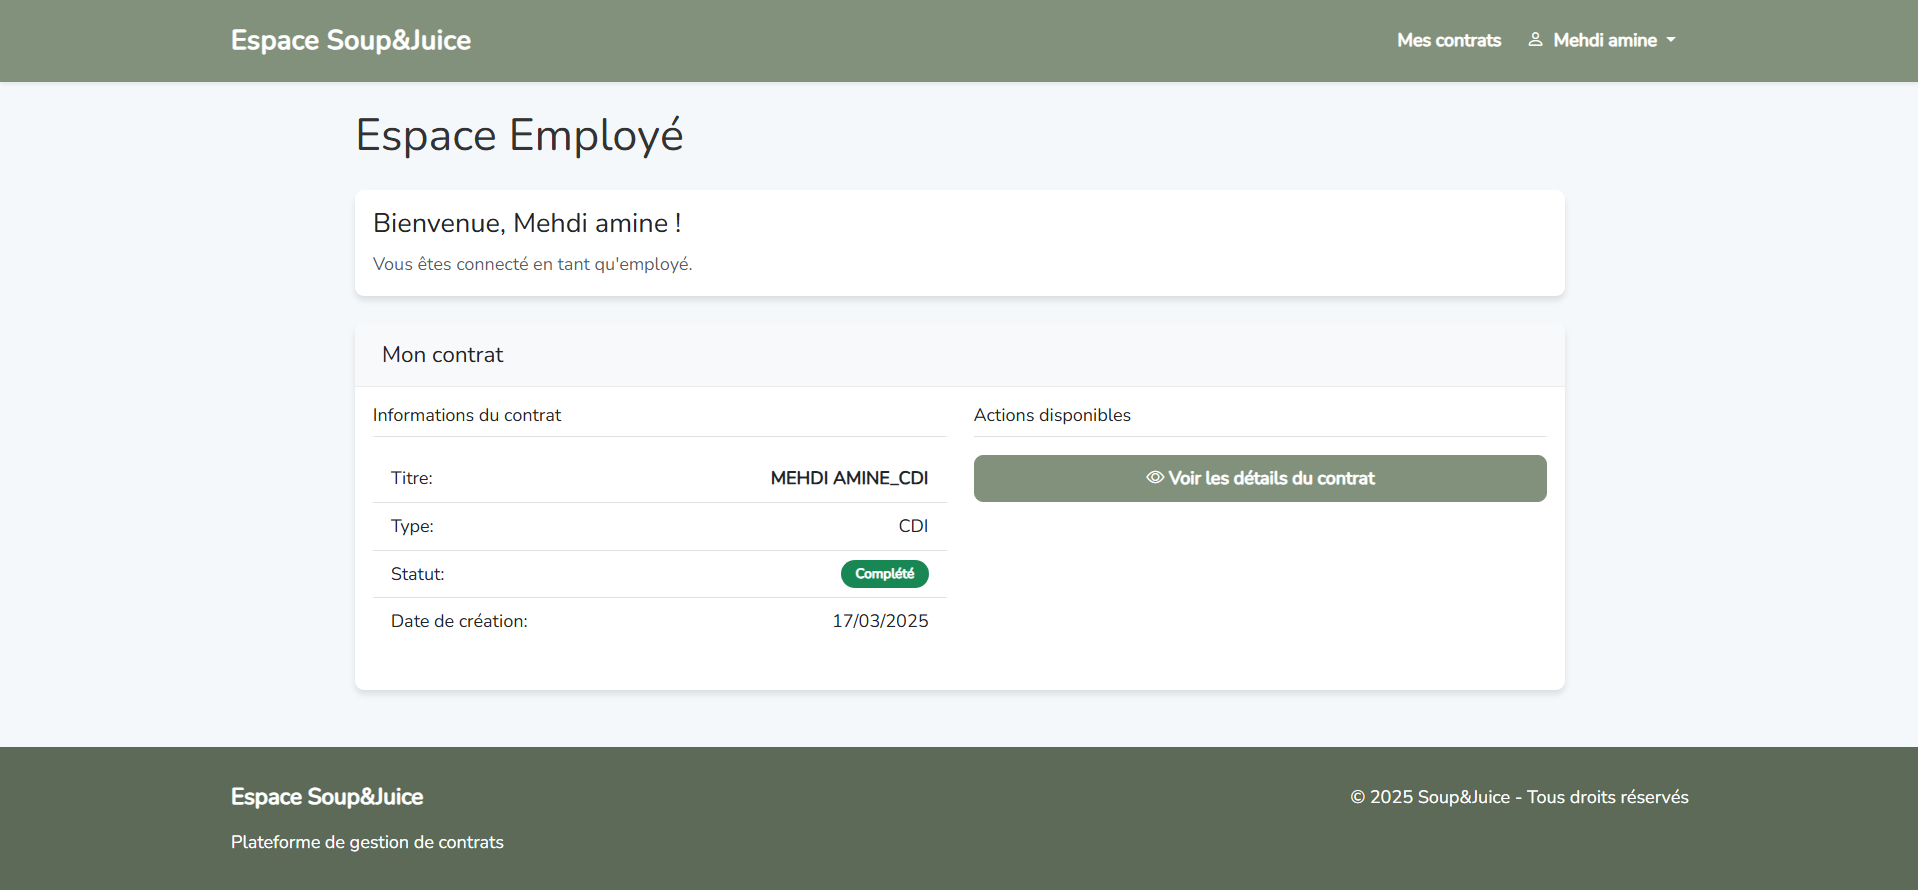 Espace Soup&Juice
Mes contrats
Mehdi amine
Espace Employé
Bienvenue, Mehdi amine !
Vous êtes connecté en tant qu'employé.
Mon contrat
Informations du contrat
Titre: MEHDI AMINE_CDI
Type: CDI
Statut: Complété
Date de création: 17/03/2025
Actions disponibles
Voir les détails du contrat
Espace Soup&Juice
Plateforme de gestion de contrats
© 2025 Soup&Juice - Tous droits réservés